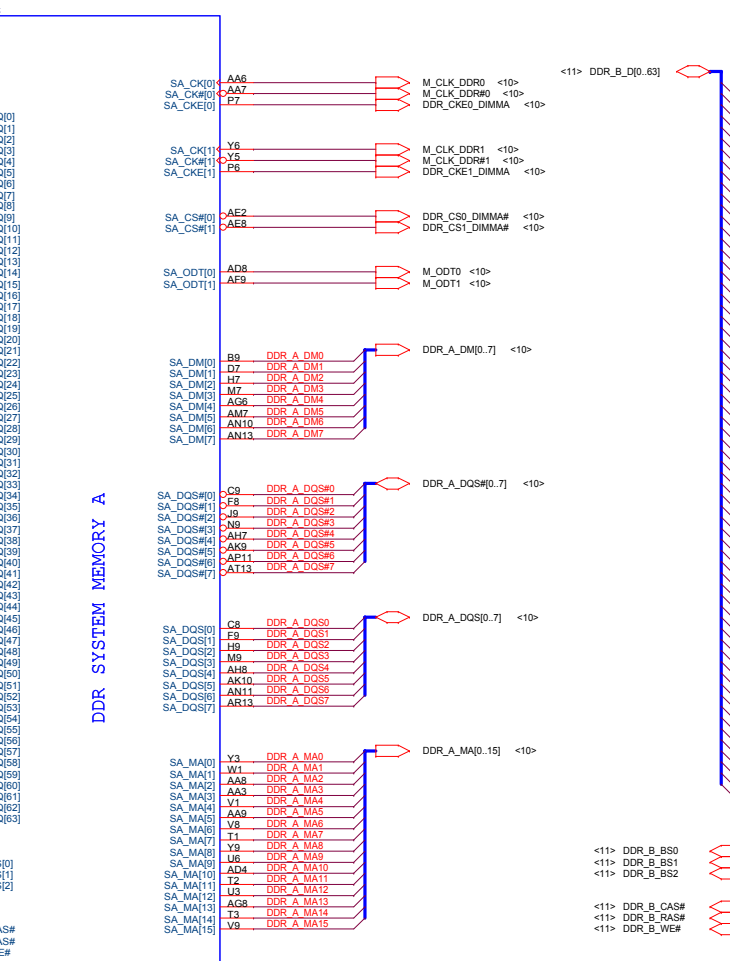 <11> DDR_B_D[0..63]
SA_CK[0] AA6 M_CLK_DDR0 <10>
SA_CK#[0] AA7 M_CLK_DDR#0 <10>
SA_CKE[0] P7 DDR_CKE0_DIMMA <10>
SA_CK[1] Y6 M_CLK_DDR1 <10>
SA_CK#[1] Y5 M_CLK_DDR#1 <10>
SA_CKE[1] P6 DDR_CKE1_DIMMA <10>
SA_CS#[0] AE2 DDR_CS0_DIMMA# <10>
SA_CS#[1] AE8 DDR_CS1_DIMMA# <10>
SA_ODT[0] AD8 M_ODT0 <10>
SA_ODT[1] AF9 M_ODT1 <10>
DDR_A_DM[0..7] <10>
SA_DM[0] B9 DDR_A_DM0
SA_DM[1] D7 DDR_A_DM1
SA_DM[2] H7 DDR_A_DM2
SA_DM[3] M7 DDR_A_DM3
SA_DM[4] AG6 DDR_A_DM4
SA_DM[5] AM7 DDR_A_DM5
SA_DM[6] AN10 DDR_A_DM6
SA_DM[7] AN13 DDR_A_DM7
DDR_A_DQS#[0..7] <10>
SA_DQS#[0] C9 DDR_A_DQS#0
SA_DQS#[1] F8 DDR_A_DQS#1
SA_DQS#[2] J9 DDR_A_DQS#2
SA_DQS#[3] N9 DDR_A_DQS#3
SA_DQS#[4] AH7 DDR_A_DQS#4
SA_DQS#[5] AK9 DDR_A_DQS#5
SA_DQS#[6] AP11 DDR_A_DQS#6
SA_DQS#[7] AT13 DDR_A_DQS#7
DDR SYSTEM MEMORY A
DDR_A_DQS[0..7] <10>
SA_DQS[0] C8 DDR_A_DQS0
SA_DQS[1] F9 DDR_A_DQS1
SA_DQS[2] H9 DDR_A_DQS2
SA_DQS[3] M9 DDR_A_DQS3
SA_DQS[4] AH8 DDR_A_DQS4
SA_DQS[5] AK10 DDR_A_DQS5
SA_DQS[6] AN11 DDR_A_DQS6
SA_DQS[7] AR13 DDR_A_DQS7
DDR_A_MA[0..15] <10>
SA_MA[0] Y3 DDR_A_MA0
SA_MA[1] W1 DDR_A_MA1
SA_MA[2] AA8 DDR_A_MA2
SA_MA[3] AA3 DDR_A_MA3
SA_MA[4] V1 DDR_A_MA4
SA_MA[5] AA9 DDR_A_MA5
SA_MA[6] V8 DDR_A_MA6
SA_MA[7] T1 DDR_A_MA7
SA_MA[8] Y9 DDR_A_MA8
SA_MA[9] U6 DDR_A_MA9
SA_MA[10] AD4 DDR_A_MA10
SA_MA[11] T2 DDR_A_MA11
SA_MA[12] U3 DDR_A_MA12
SA_MA[13] AG8 DDR_A_MA13
SA_MA[14] T3 DDR_A_MA14
SA_MA[15] V9 DDR_A_MA15
<11> DDR_B_BS0
<11> DDR_B_BS1
<11> DDR_B_BS2
<11> DDR_B_CAS#
<11> DDR_B_RAS#
<11> DDR_B_WE#